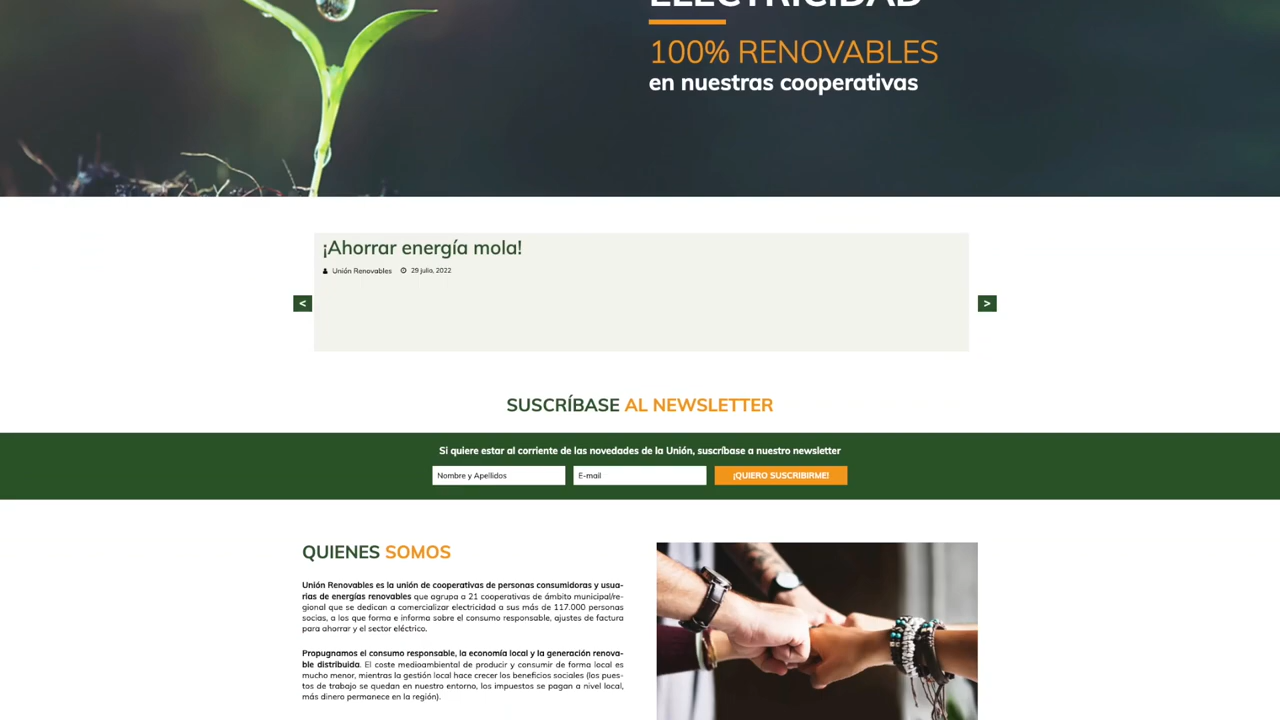 ELECTRICIDAD
100% RENOVABLES
en nuestras cooperativas
¡Ahorrar energía mola!
Unión Renovables 29 julio, 2022
<
>
SUSCRÍBASE AL NEWSLETTER
Si quiere estar al corriente de las novedades de la Unión, suscríbase a nuestro newsletter
Nombre y Apellidos E-mail ¡QUIERO SUSCRIBIRME!
QUIENES SOMOS
Unión Renovables es la unión de cooperativas de personas consumidoras y usua-
rias de energías renovables que agrupa a 21 cooperativas de ámbito municipal/re-
gional que se dedican a comercializar electricidad a sus más de 117.000 personas
socias, a los que forma e informa sobre el consumo responsable, ajustes de factura
para ahorrar y el sector eléctrico.
Propugnamos el consumo responsable, la economía local y la generación renova-
ble distribuida. El coste medioambiental de producir y consumir de forma local es
mucho menor, mientras la gestión local hace crecer los beneficios sociales (los pues-
tos de trabajo se quedan en nuestro entorno, los impuestos se pagan a nivel local,
más dinero permanece en la región).